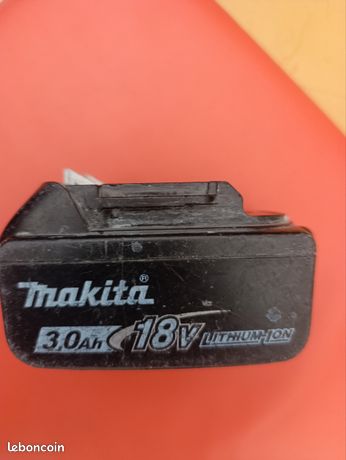 makita®
3,0Ah 18V LITHIUM-ION
leboncoin